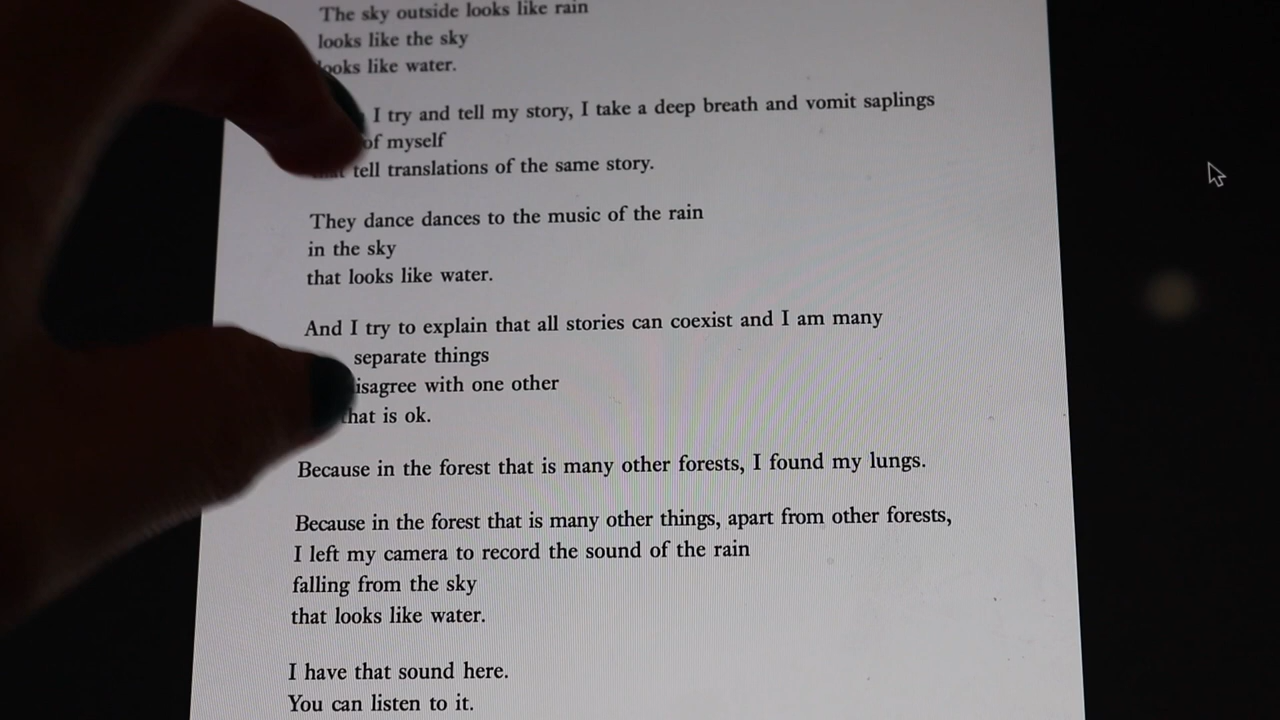 The sky outside looks like rain
looks like the sky
looks like water.
I try and tell my story, I take a deep breath and vomit saplings
of myself
tell translations of the same story.
They dance dances to the music of the rain
in the sky
that looks like water.
And I try to explain that all stories can coexist and I am many
separate things
isagree with one other
that is ok.
Because in the forest that is many other forests, I found my lungs.
Because in the forest that is many other things, apart from other forests,
I left my camera to record the sound of the rain
falling from the sky
that looks like water.
I have that sound here.
You can listen to it.